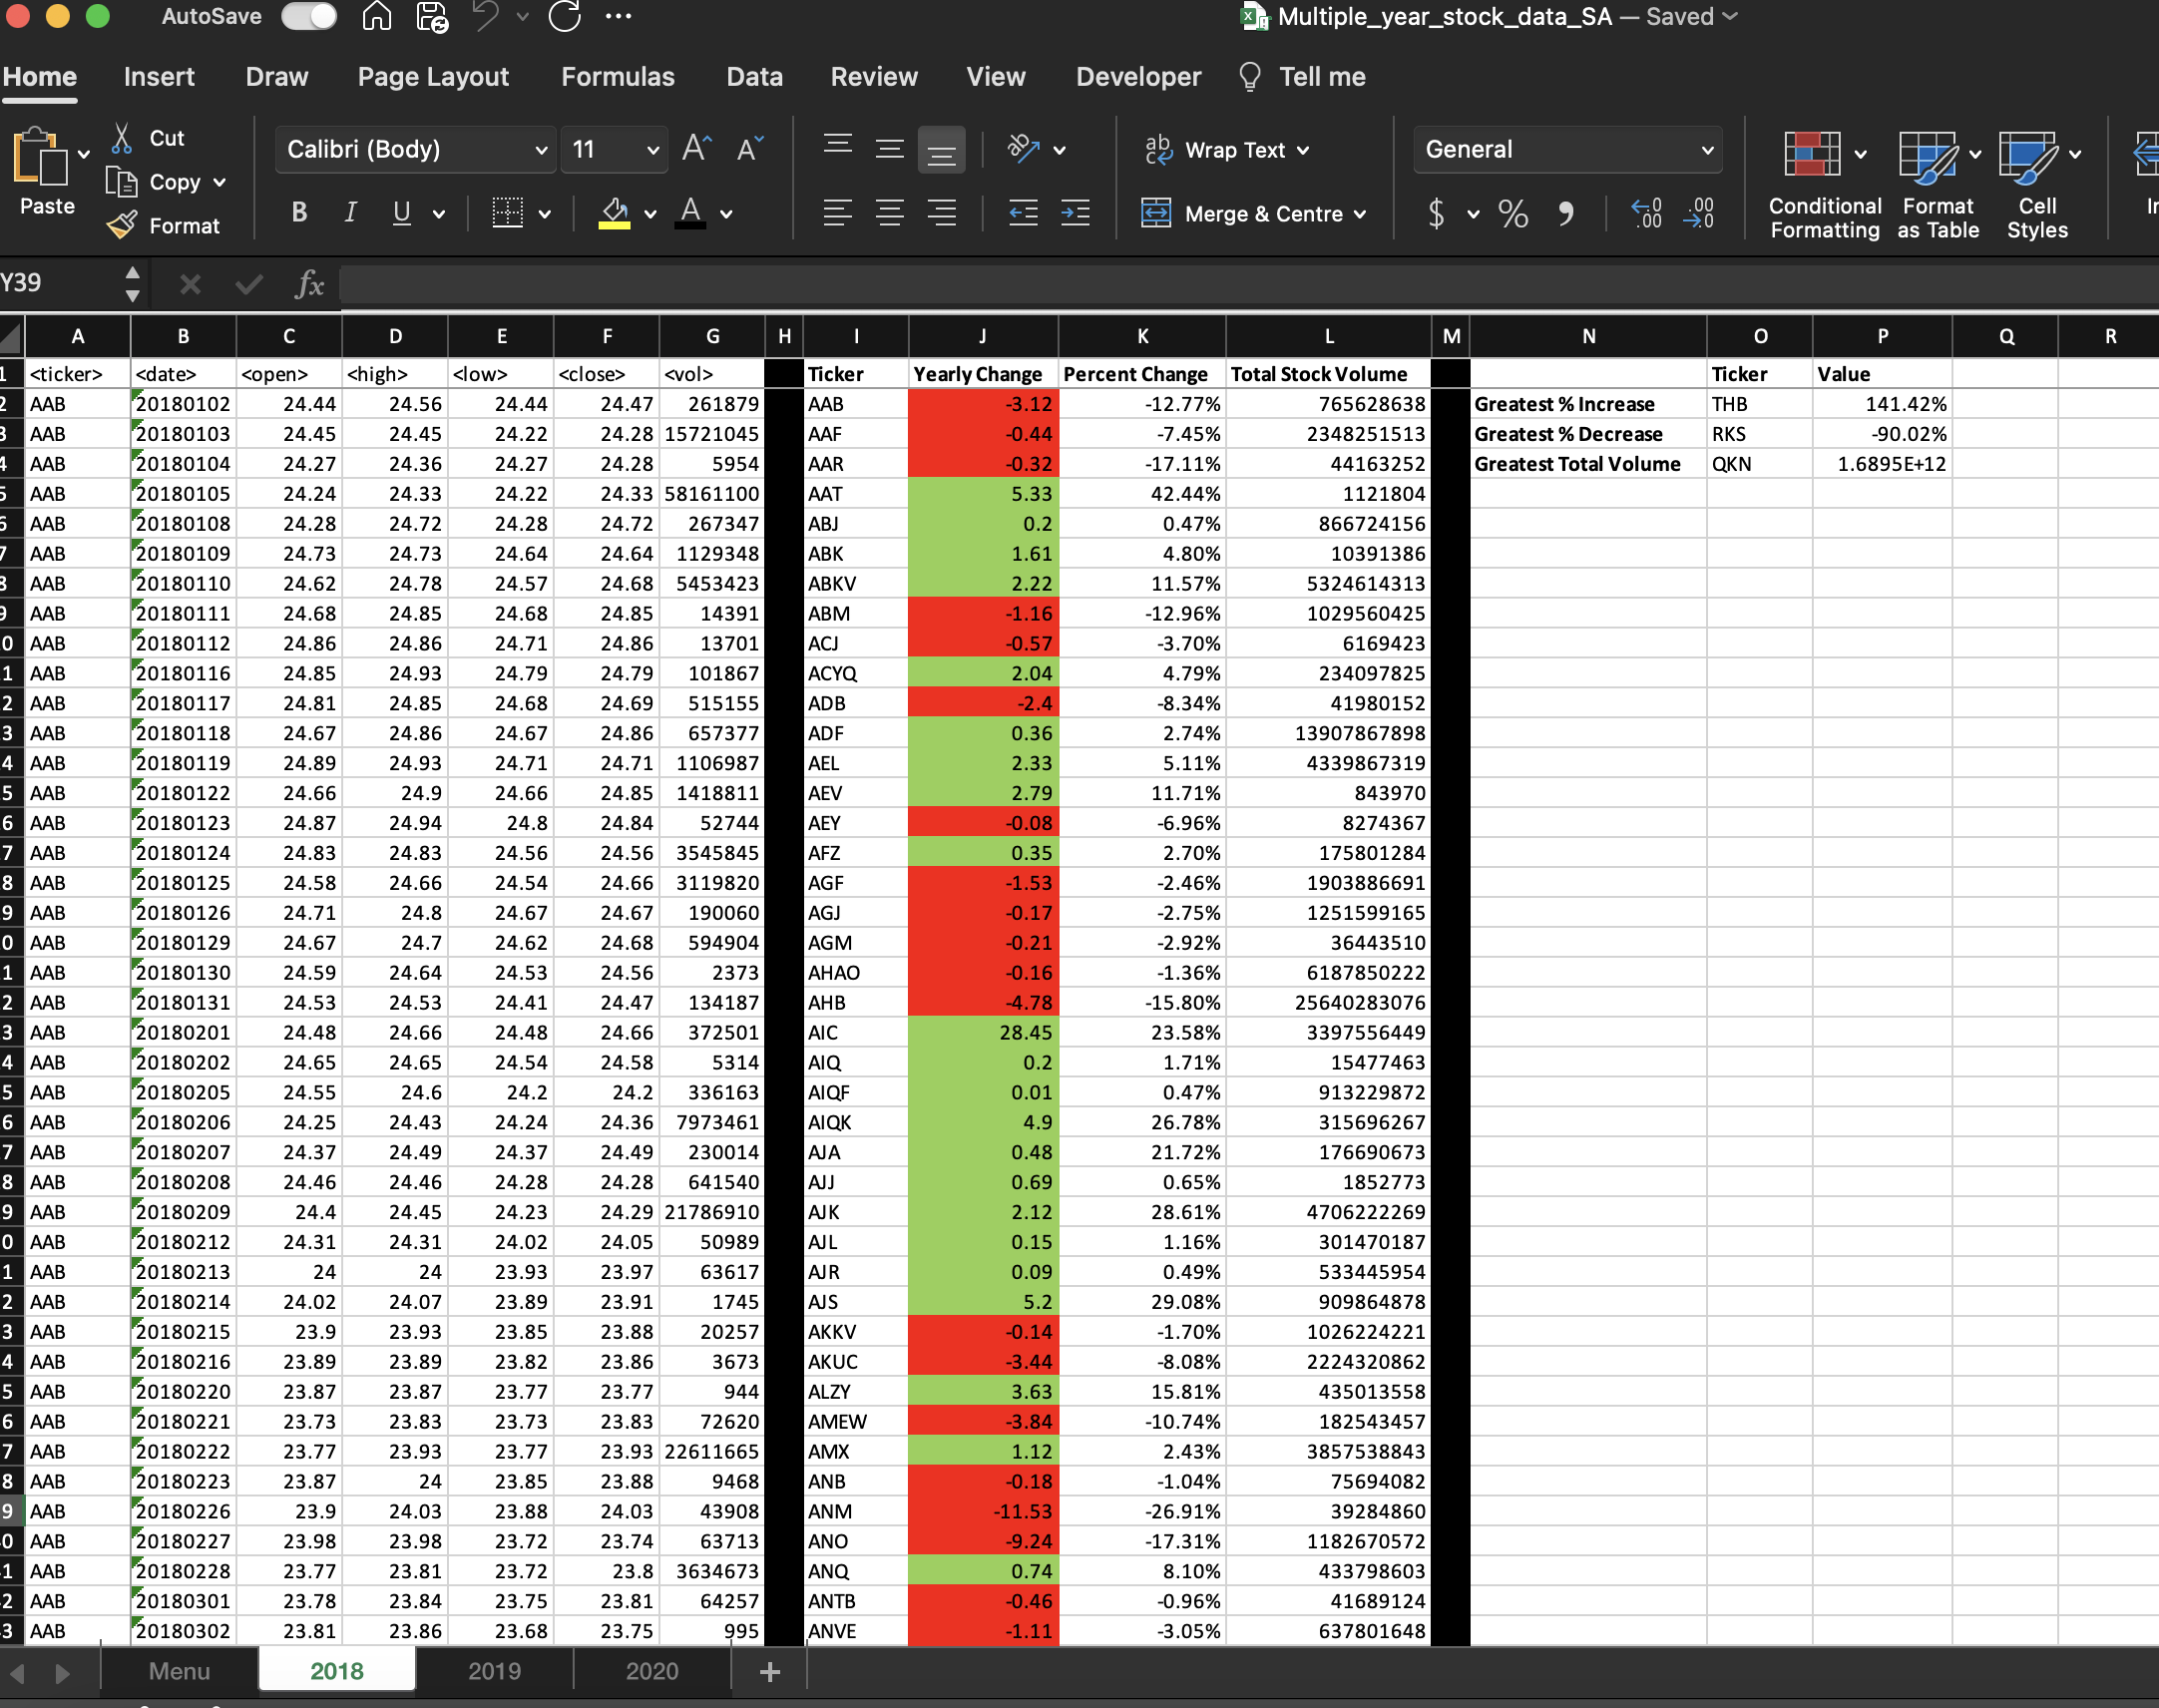 AutoSave Multiple_year_stock_data_SA — Saved
Home Insert Draw Page Layout Formulas Data Review View Developer Tell me
Paste Cut Copy Format
Calibri (Body) 11 A A
B I U A
Wrap Text
Merge & Centre
General
$ % 9
Conditional Formatting
Format as Table
Cell Styles
Y39 fx
A B C D E F G H I J K L M N O P Q R
1 <ticker> <date> <open> <high> <low> <close> <vol> Ticker Yearly Change Percent Change Total Stock Volume Ticker Value
2 AAB 20180102 24.44 24.56 24.44 24.47 261879 AAB -3.12 -12.77% 765628638 Greatest % Increase THB 141.42%
3 AAB 20180103 24.45 24.45 24.22 24.28 15721045 AAF -0.44 -7.45% 2348251513 Greatest % Decrease RKS -90.02%
4 AAB 20180104 24.27 24.36 24.27 24.28 5954 AAR -0.32 -17.11% 44163252 Greatest Total Volume QKN 1.6895E+12
5 AAB 20180105 24.24 24.33 24.22 24.33 58161100 AAT 5.33 42.44% 1121804
6 AAB 20180108 24.28 24.72 24.28 24.72 267347 ABJ 0.2 0.47% 866724156
7 AAB 20180109 24.73 24.73 24.64 24.64 1129348 ABK 1.61 4.80% 10391386
8 AAB 20180110 24.62 24.78 24.57 24.68 5453423 ABKV 2.22 11.57% 5324614313
9 AAB 20180111 24.68 24.85 24.68 24.85 14391 ABM -1.16 -12.96% 1029560425
0 AAB 20180112 24.86 24.86 24.71 24.86 13701 ACJ -0.57 -3.70% 6169423
1 AAB 20180116 24.85 24.93 24.79 24.79 101867 ACYQ 2.04 4.79% 234097825
2 AAB 20180117 24.81 24.85 24.68 24.69 515155 ADB -2.4 -8.34% 41980152
3 AAB 20180118 24.67 24.86 24.67 24.86 657377 ADF 0.36 2.74% 13907867898
4 AAB 20180119 24.89 24.93 24.71 24.71 1106987 AEL 2.33 5.11% 4339867319
5 AAB 20180122 24.66 24.9 24.66 24.85 1418811 AEV 2.79 11.71% 843970
6 AAB 20180123 24.87 24.94 24.8 24.84 52744 AEY -0.08 -6.96% 8274367
7 AAB 20180124 24.83 24.83 24.56 24.56 3545845 AFZ 0.35 2.70% 175801284
8 AAB 20180125 24.58 24.66 24.54 24.66 3119820 AGF -1.53 -2.46% 1903886691
9 AAB 20180126 24.71 24.8 24.67 24.67 190060 AGJ -0.17 -2.75% 1251599165
0 AAB 20180129 24.67 24.7 24.62 24.68 594904 AGM -0.21 -2.92% 36443510
1 AAB 20180130 24.59 24.64 24.53 24.56 2373 AHAO -0.16 -1.36% 6187850222
2 AAB 20180131 24.53 24.53 24.41 24.47 134187 AHB -4.78 -15.80% 25640283076
3 AAB 20180201 24.48 24.66 24.48 24.66 372501 AIC 28.45 23.58% 3397556449
4 AAB 20180202 24.65 24.65 24.54 24.58 5314 AIQ 0.2 1.71% 15477463
5 AAB 20180205 24.55 24.6 24.2 24.2 336163 AIQF 0.01 0.47% 913229872
6 AAB 20180206 24.25 24.43 24.24 24.36 7973461 AIQK 4.9 26.78% 315696267
7 AAB 20180207 24.37 24.49 24.37 24.49 230014 AJA 0.48 21.72% 176690673
8 AAB 20180208 24.46 24.46 24.28 24.28 641540 AJJ 0.69 0.65% 1852773
9 AAB 20180209 24.4 24.45 24.23 24.29 21786910 AJK 2.12 28.61% 4706222269
0 AAB 20180212 24.31 24.31 24.02 24.05 50989 AJL 0.15 1.16% 301470187
1 AAB 20180213 24 24 23.93 23.97 63617 AJR 0.09 0.49% 533445954
2 AAB 20180214 24.02 24.07 23.89 23.91 1745 AJS 5.2 29.08% 909864878
3 AAB 20180215 23.9 23.93 23.85 23.88 20257 AKKV -0.14 -1.70% 1026224221
4 AAB 20180216 23.89 23.89 23.82 23.86 3673 AKUC -3.44 -8.08% 2224320862
5 AAB 20180220 23.87 23.87 23.77 23.77 944 ALZY 3.63 15.81% 435013558
6 AAB 20180221 23.73 23.83 23.73 23.83 72620 AMEW -3.84 -10.74% 182543457
7 AAB 20180222 23.77 23.93 23.77 23.93 22611665 AMX 1.12 2.43% 3857538843
8 AAB 20180223 23.87 24 23.85 23.88 9468 ANB -0.18 -1.04% 75694082
9 AAB 20180226 23.9 24.03 23.88 24.03 43908 ANM -11.53 -26.91% 39284860
0 AAB 20180227 23.98 23.98 23.72 23.74 63713 ANO -9.24 -17.31% 1182670572
1 AAB 20180228 23.77 23.81 23.72 23.8 3634673 ANQ 0.74 8.10% 433798603
2 AAB 20180301 23.78 23.84 23.75 23.81 64257 ANTB -0.46 -0.96% 41689124
3 AAB 20180302 23.81 23.86 23.68 23.75 995 ANVE -1.11 -3.05% 637801648
Menu 2018 2019 2020 +